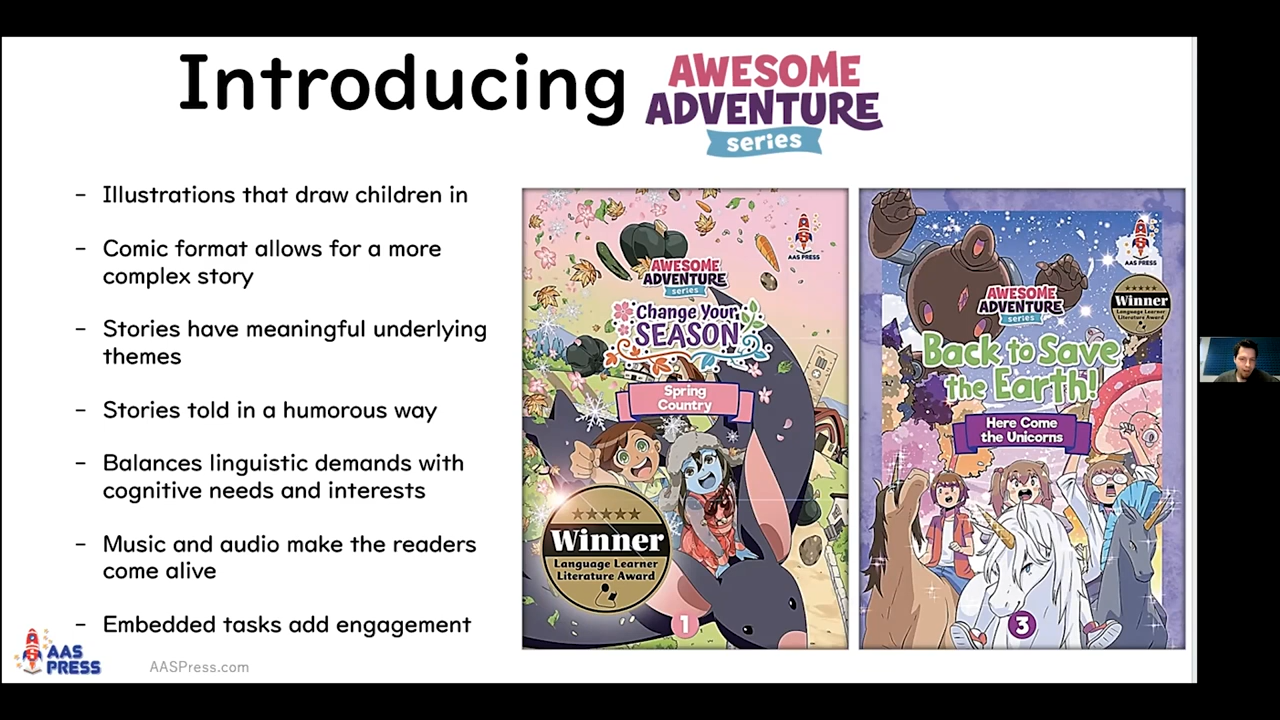 Introducing
AWESOME
ADVENTURE
series
- Illustrations that draw children in
- Comic format allows for a more
complex story
- Stories have meaningful underlying
themes
- Stories told in a humorous way
- Balances linguistic demands with
cognitive needs and interests
- Music and audio make the readers
come alive
- Embedded tasks add engagement
AAS PRESS
AWESOME
ADVENTURE
series
Change Your
SEASON
Spring
Country
Winner
Language Learner
Literature Award
1
AAS PRESS
AWESOME
ADVENTURE
series
Winner
Language Learner
Literature Award
Back to Save
the Earth!
Here Come
the Unicorns
3
AAS
PRESS
AASPress.com